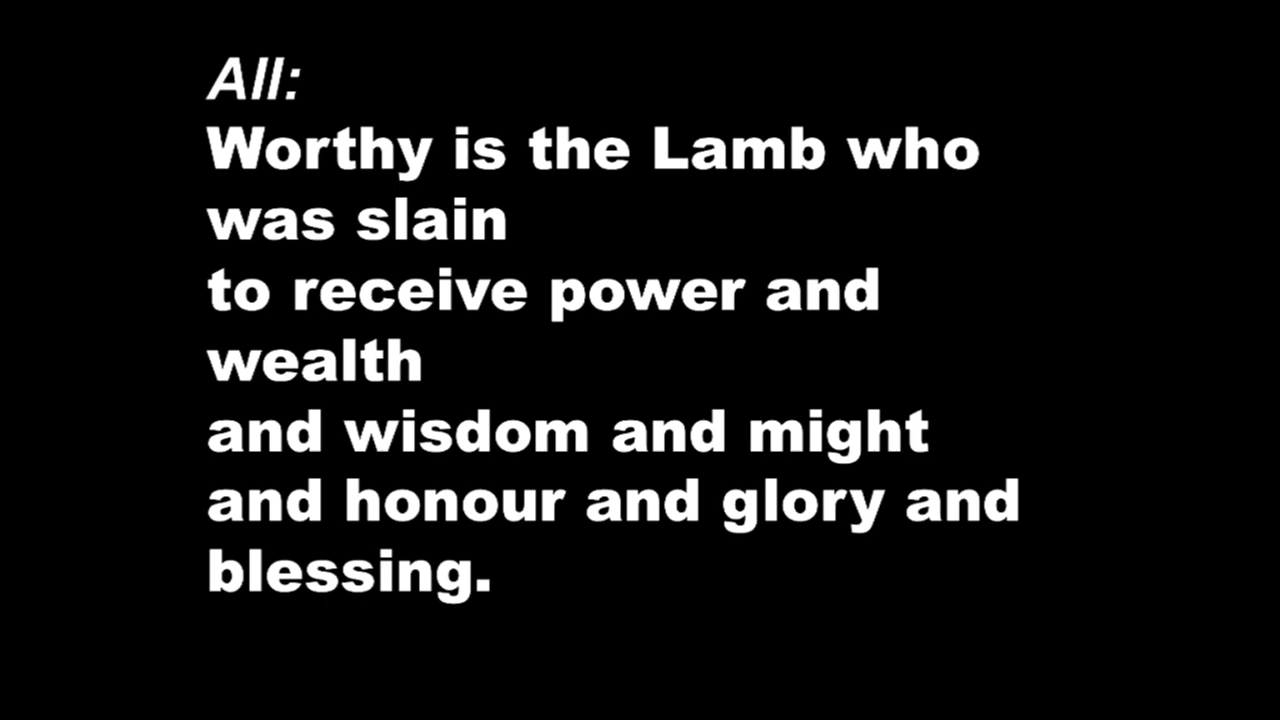 All:
Worthy is the Lamb who
was slain
to receive power and
wealth
and wisdom and might
and honour and glory and
blessing.